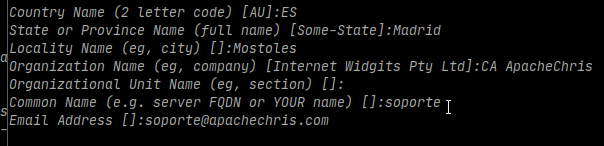 Country Name (2 letter code) [AU]:ES
State or Province Name (full name) [Some-State]:Madrid
Locality Name (eg, city) []:Mostoles
Organization Name (eg, company) [Internet Widgits Pty Ltd]:CA ApacheChris
Organizational Unit Name (eg, section) []:
Common Name (e.g. server FQDN or YOUR name) []:soporte
Email Address []:soporte@apachechris.com